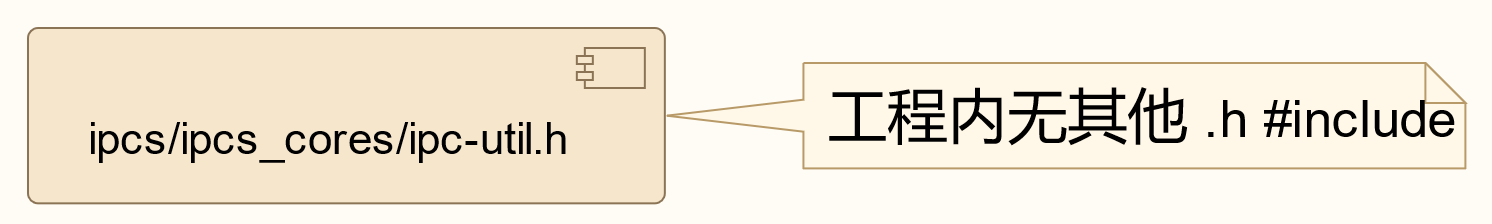 ipcs/ipcs_cores/ipc-util.h
工程内无其他 .h #include